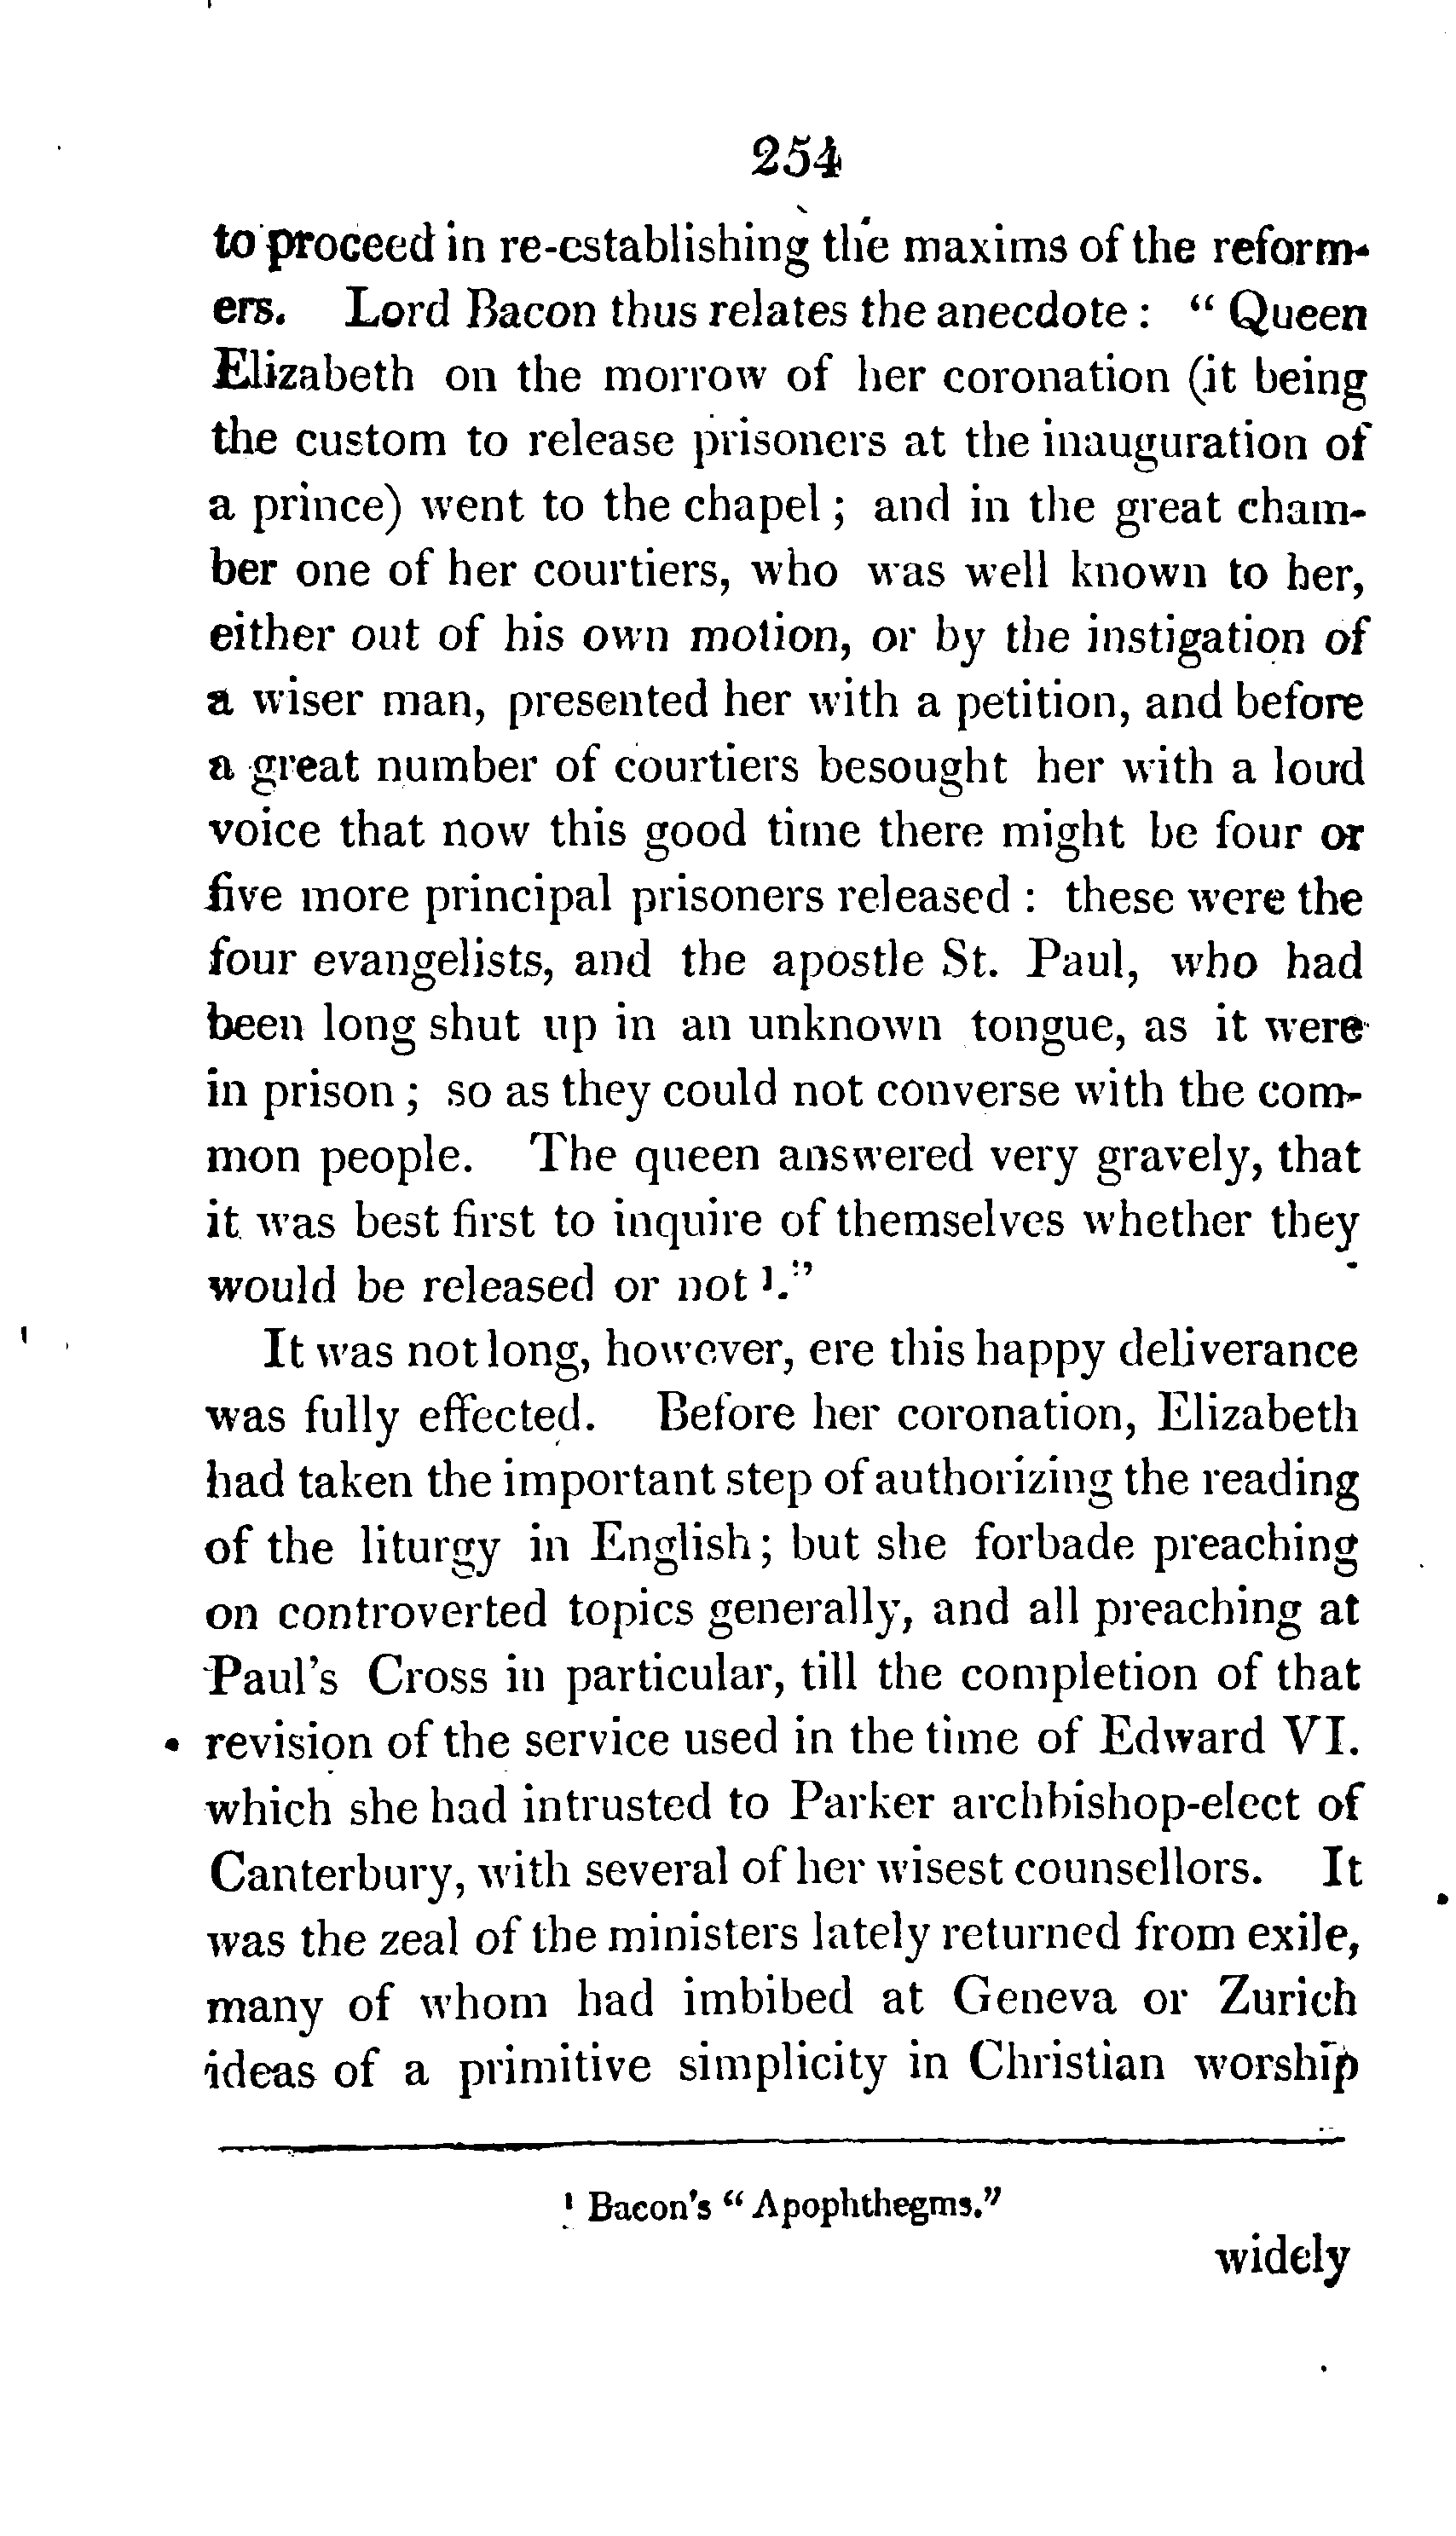 254
to proceed in re-establishing the maxims of the reform-
ers. Lord Bacon thus relates the anecdote : “ Queen
Elizabeth on the morrow of her coronation (it being
the custom to release prisoners at the inauguration of
a prince) went to the chapel ; and in the great cham-
ber one of her courtiers, who was well known to her,
either out of his own motion, or by the instigation of
a wiser man, presented her with a petition, and before
a great number of courtiers besought her with a loud
voice that now this good time there might be four or
five more principal prisoners released : these were the
four evangelists, and the apostle St. Paul, who had
been long shut up in an unknown tongue, as it were
in prison ; so as they could not converse with the com-
mon people. The queen answered very gravely, that
it was best first to inquire of themselves whether they
would be released or not ¹.”
It was not long, however, ere this happy deliverance
was fully effected. Before her coronation, Elizabeth
had taken the important step of authorizing the reading
of the liturgy in English; but she forbade preaching
on controverted topics generally, and all preaching at
Paul's Cross in particular, till the completion of that
revision of the service used in the time of Edward VI.
which she had intrusted to Parker archbishop-elect of
Canterbury, with several of her wisest counsellors. It
was the zeal of the ministers lately returned from exile,
many of whom had imbibed at Geneva or Zurich
ideas of a primitive simplicity in Christian worship
¹ Bacon's “ Apophthegms.”
widely